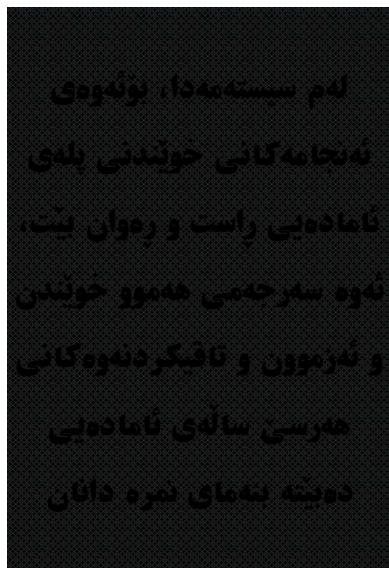 لەم سیستەمەدا، بۆئەوەی
ئەنجامەکانی خوێندنی پلەی
ئامادەیی ڕاست و ڕەوان بێت،
ئەوە سەرجەمی هەموو خوێندن
و ئەزموون و تاقیکردنەوەکانی
هەرسێ ساڵەی ئامادەیی
دەبێتە بنەمای نمرە دانان